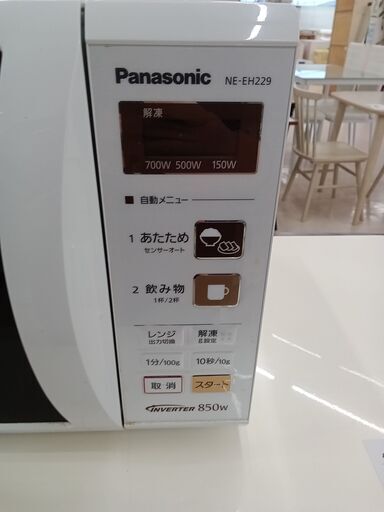 Panasonic NE-EH229
解凍
700W 500W 150W
■ 自動メニュー
1 あたため
センサーオート
2 飲み物
1杯/2杯
レンジ 解凍
出力切換 g設定
1分/100g 10秒/10g
取消 スタート
INVERTER 850W